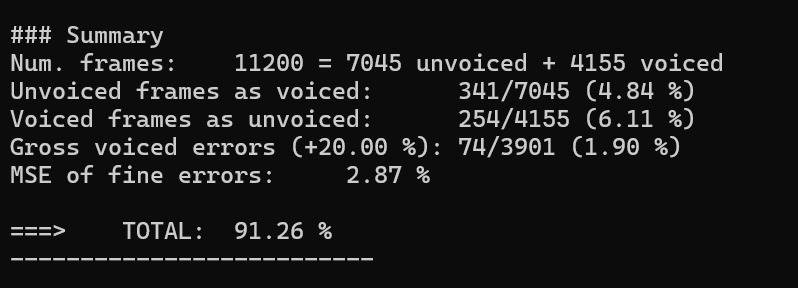 ### Summary
Num. frames:    11200 = 7045 unvoiced + 4155 voiced
Unvoiced frames as voiced:      341/7045 (4.84 %)
Voiced frames as unvoiced:      254/4155 (6.11 %)
Gross voiced errors (+20.00 %): 74/3901 (1.90 %)
MSE of fine errors:     2.87 %
===>    TOTAL:  91.26 %
--------------------------